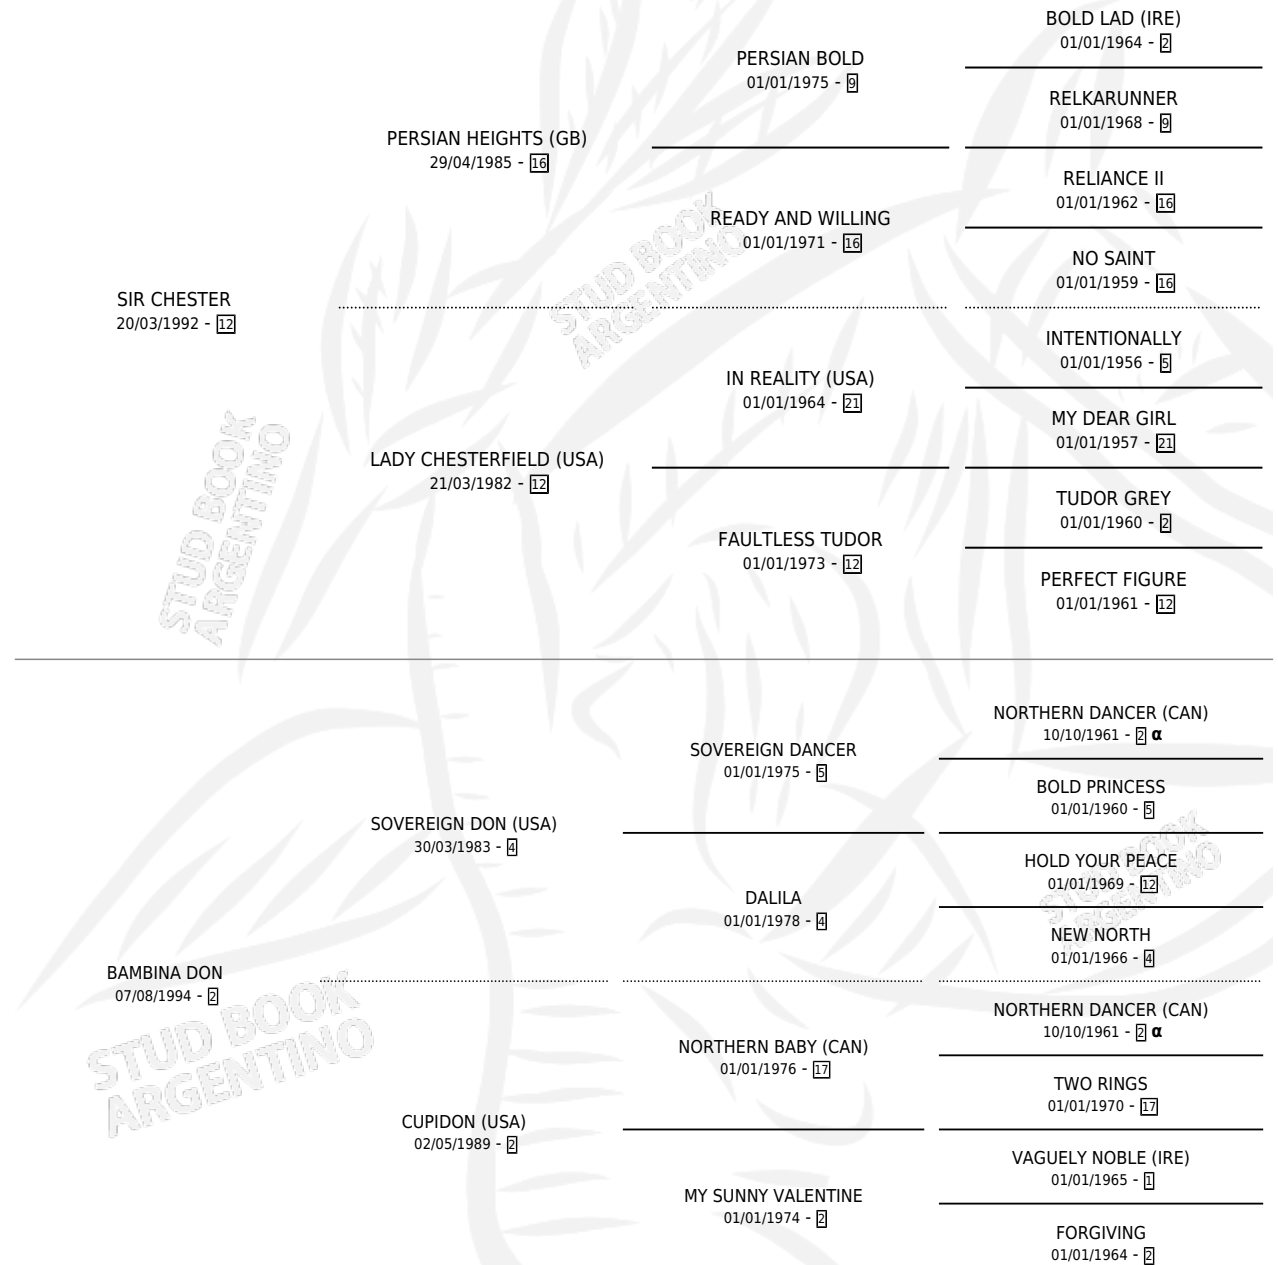 BOLD LAD (IRE)
01/01/1964 - 2
PERSIAN BOLD
01/01/1975 - 9
RELKARUNNER
01/01/1968 - 9
PERSIAN HEIGHTS (GB)
29/04/1985 - 16
RELIANCE II
01/01/1962 - 16
READY AND WILLING
01/01/1971 - 16
NO SAINT
01/01/1959 - 16
SIR CHESTER
20/03/1992 - 12
INTENTIONALLY
01/01/1956 - 5
IN REALITY (USA)
01/01/1964 - 21
MY DEAR GIRL
01/01/1957 - 21
LADY CHESTERFIELD (USA)
21/03/1982 - 12
TUDOR GREY
01/01/1960 - 2
FAULTLESS TUDOR
01/01/1973 - 12
PERFECT FIGURE
01/01/1961 - 12
NORTHERN DANCER (CAN)
10/10/1961 - 2 α
SOVEREIGN DANCER
01/01/1975 - 5
BOLD PRINCESS
01/01/1960 - 5
SOVEREIGN DON (USA)
30/03/1983 - 4
HOLD YOUR PEACE
01/01/1969 - 12
DALILA
01/01/1978 - 4
NEW NORTH
01/01/1966 - 4
BAMBINA DON
07/08/1994 - 2
NORTHERN DANCER (CAN)
10/10/1961 - 2 α
NORTHERN BABY (CAN)
01/01/1976 - 17
TWO RINGS
01/01/1970 - 17
CUPIDON (USA)
02/05/1989 - 2
VAGUELY NOBLE (IRE)
01/01/1965 - 1
MY SUNNY VALENTINE
01/01/1974 - 2
FORGIVING
01/01/1964 - 2
STUD BOOK
ARGENTINO
STUD BOOK
ARGENTINO
STUD BOOK
ARGENTINO
STUD BOOK
ARGENTINO